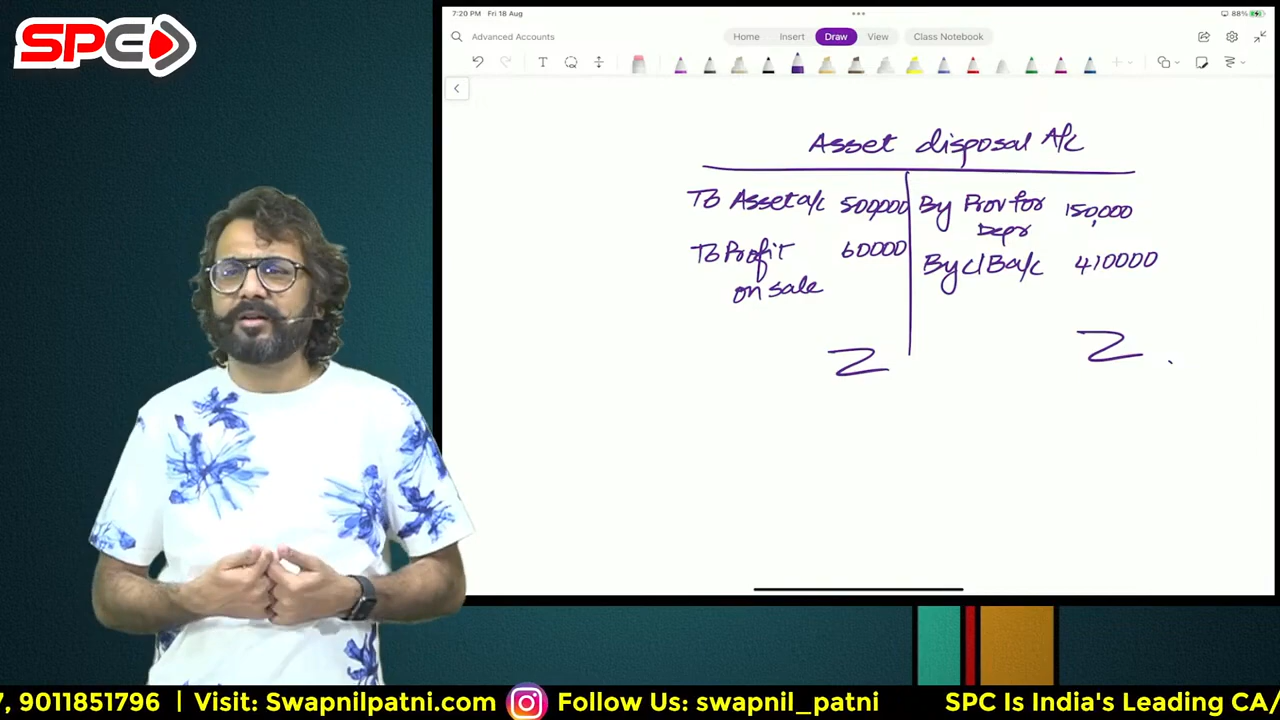 SPC
7:20 PM Fri 18 Aug
88%
Advanced Accounts
Home Insert Draw View Class Notebook
T
Asset disposal A/c
To Asset a/c 500,000 By Prov for 150,000
Depr
To Profit 60000 By c/B a/c 410000
on sale
7, 9011851796 | Visit: Swapnilpatni.com Follow Us: swapnil_patni SPC Is India's Leading CA/